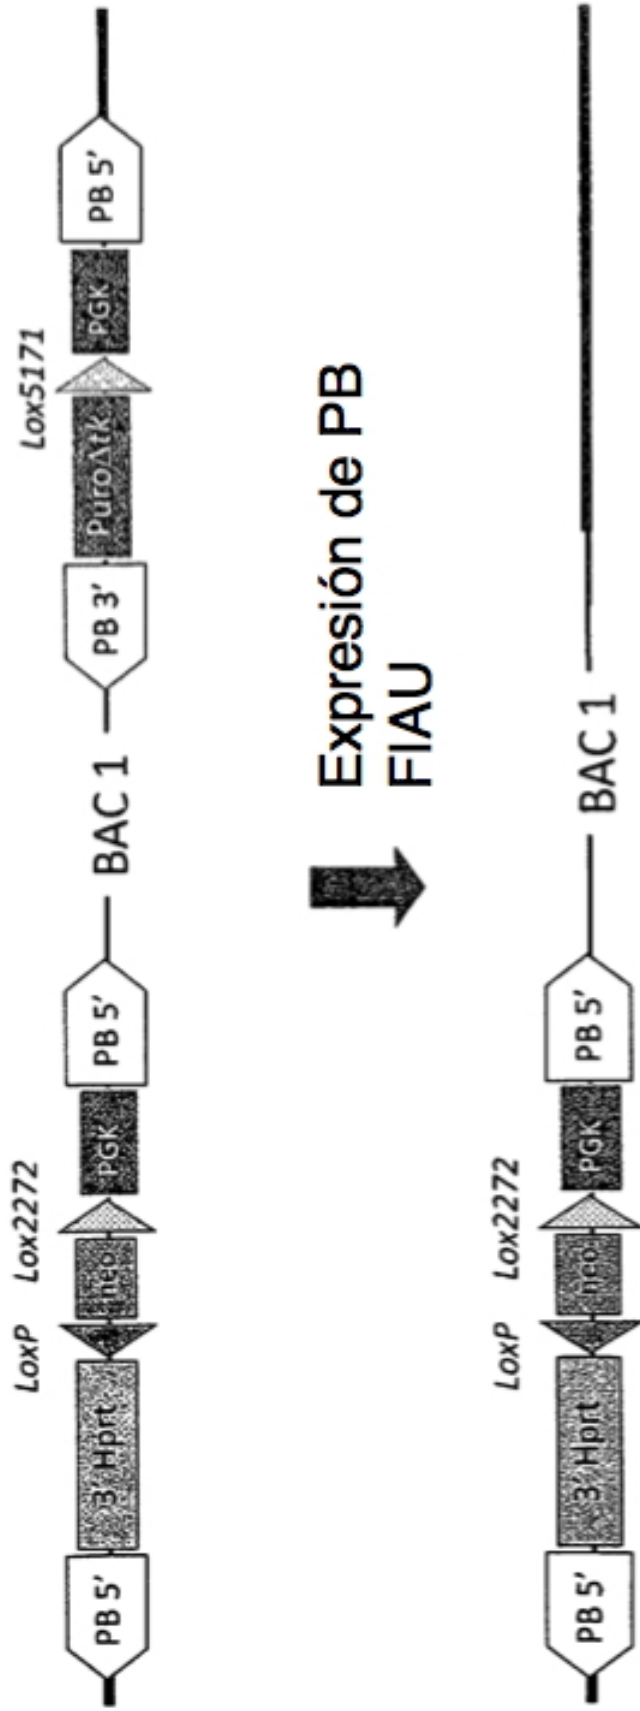 LoxP
Lox2272
Lox5171
PB 5'
3' Hprt
neo
PGK
PB 5'
BAC 1
PB 3'
PuroΔtk
PGK
PB 5'
Expresión de PB
FIAU
LoxP
Lox2272
PB 5'
3' Hprt
neo
PGK
PB 5'
BAC 1